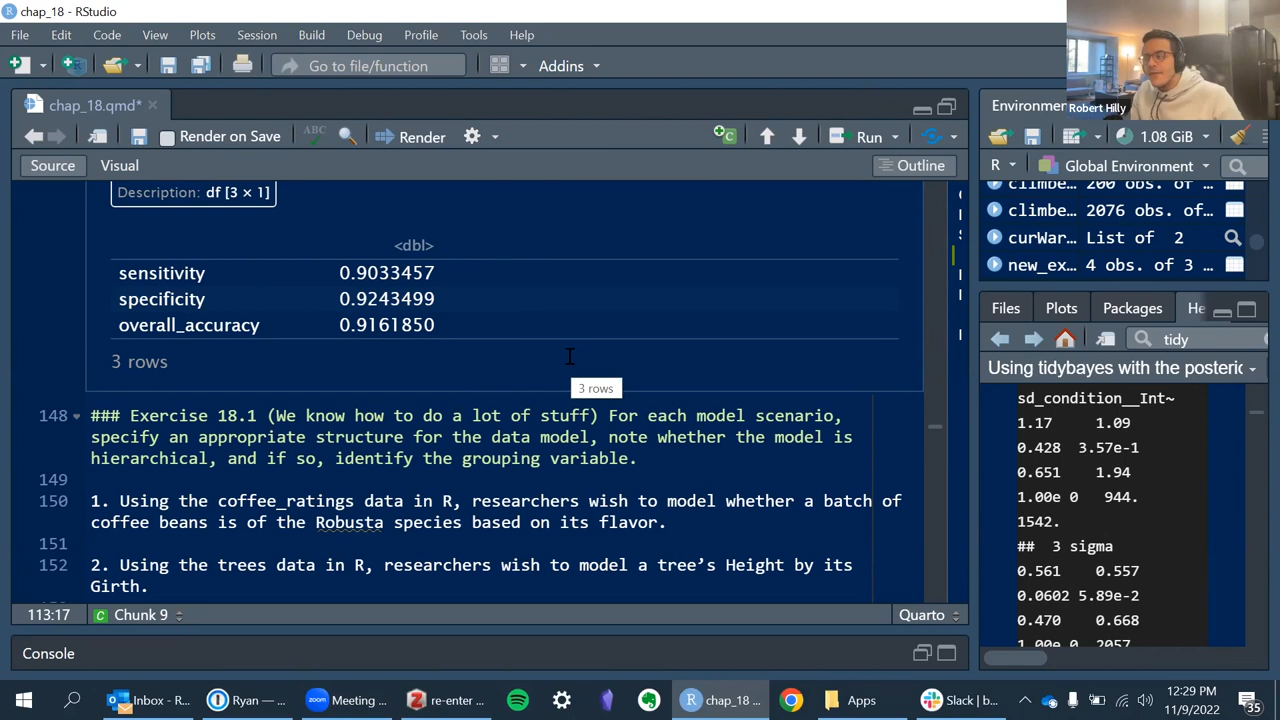 chap_18 - RStudio
File Edit Code View Plots Session Build Debug Profile Tools Help
Go to file/function Addins
Robert Hilly
chap_18.qmd*
Environme
Render on Save ABC Render Run 1.08 GiB
Source Visual Outline R Global Environment
Description: df [3 × 1]
<dbl>
sensitivity 0.9033457
specificity 0.9243499
overall_accuracy 0.9161850
3 rows
3 rows
148 ### Exercise 18.1 (We know how to do a lot of stuff) For each model scenario,
specify an appropriate structure for the data model, note whether the model is
hierarchical, and if so, identify the grouping variable.
149
150 1. Using the coffee_ratings data in R, researchers wish to model whether a batch of
coffee beans is of the Robusta species based on its flavor.
151
152 2. Using the trees data in R, researchers wish to model a tree’s Height by its
Girth.
113:17 Chunk 9 Quarto
Console
climbe… 200 obs. of …
climbe… 2076 obs. of…
curWar… List of 2
new_ex… 4 obs. of 3 …
Files Plots Packages He
tidy
Using tidybayes with the posteric
sd_condition__Int~
1.17 1.09
0.428 3.57e-1
0.651 1.94
1.00e 0 944.
1542.
## 3 sigma
0.561 0.557
0.0602 5.89e-2
0.470 0.668
1.00e 0 2057.
Inbox - R... Ryan —... Meeting ... re-enter ... chap_18 ... Apps Slack | b...
12:29 PM
11/9/2022
35